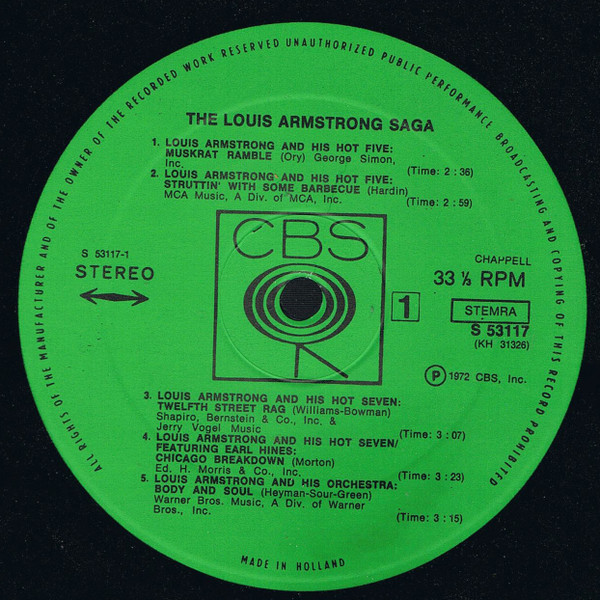 ALL RIGHTS OF THE MANUFACTURER AND OF THE OWNER OF THE RECORDED WORK RESERVED UNAUTHORIZED PUBLIC PERFORMANCE BROADCASTING AND COPYING OF THIS RECORD PROHIBITED
THE LOUIS ARMSTRONG SAGA
1. LOUIS ARMSTRONG AND HIS HOT FIVE:
MUSKRAT RAMBLE (Ory) George Simon,
Inc. (Time: 2 : 36)
2. LOUIS ARMSTRONG AND HIS HOT FIVE:
STRUTTIN' WITH SOME BARBECUE (Hardin)
MCA Music, A Div. of MCA, Inc. (Time: 2 : 59)
CBS
S 53117-1
STEREO
1
CHAPPELL
33 ⅓ RPM
STEMRA
S 53117
(KH 31326)
Ⓟ 1972 CBS, Inc.
3. LOUIS ARMSTRONG AND HIS HOT SEVEN:
TWELFTH STREET RAG (Williams-Bowman)
Shapiro, Bernstein & Co., Inc. &
Jerry Vogel Music (Time: 3 : 07)
4. LOUIS ARMSTRONG AND HIS HOT SEVEN/
FEATURING EARL HINES:
CHICAGO BREAKDOWN (Morton)
Ed. H. Morris & Co., Inc. (Time: 3 : 23)
5. LOUIS ARMSTRONG AND HIS ORCHESTRA:
BODY AND SOUL (Heyman-Sour-Green)
Warner Bros. Music, A Div. of Warner
Bros., Inc. (Time: 3 : 15)
MADE IN HOLLAND